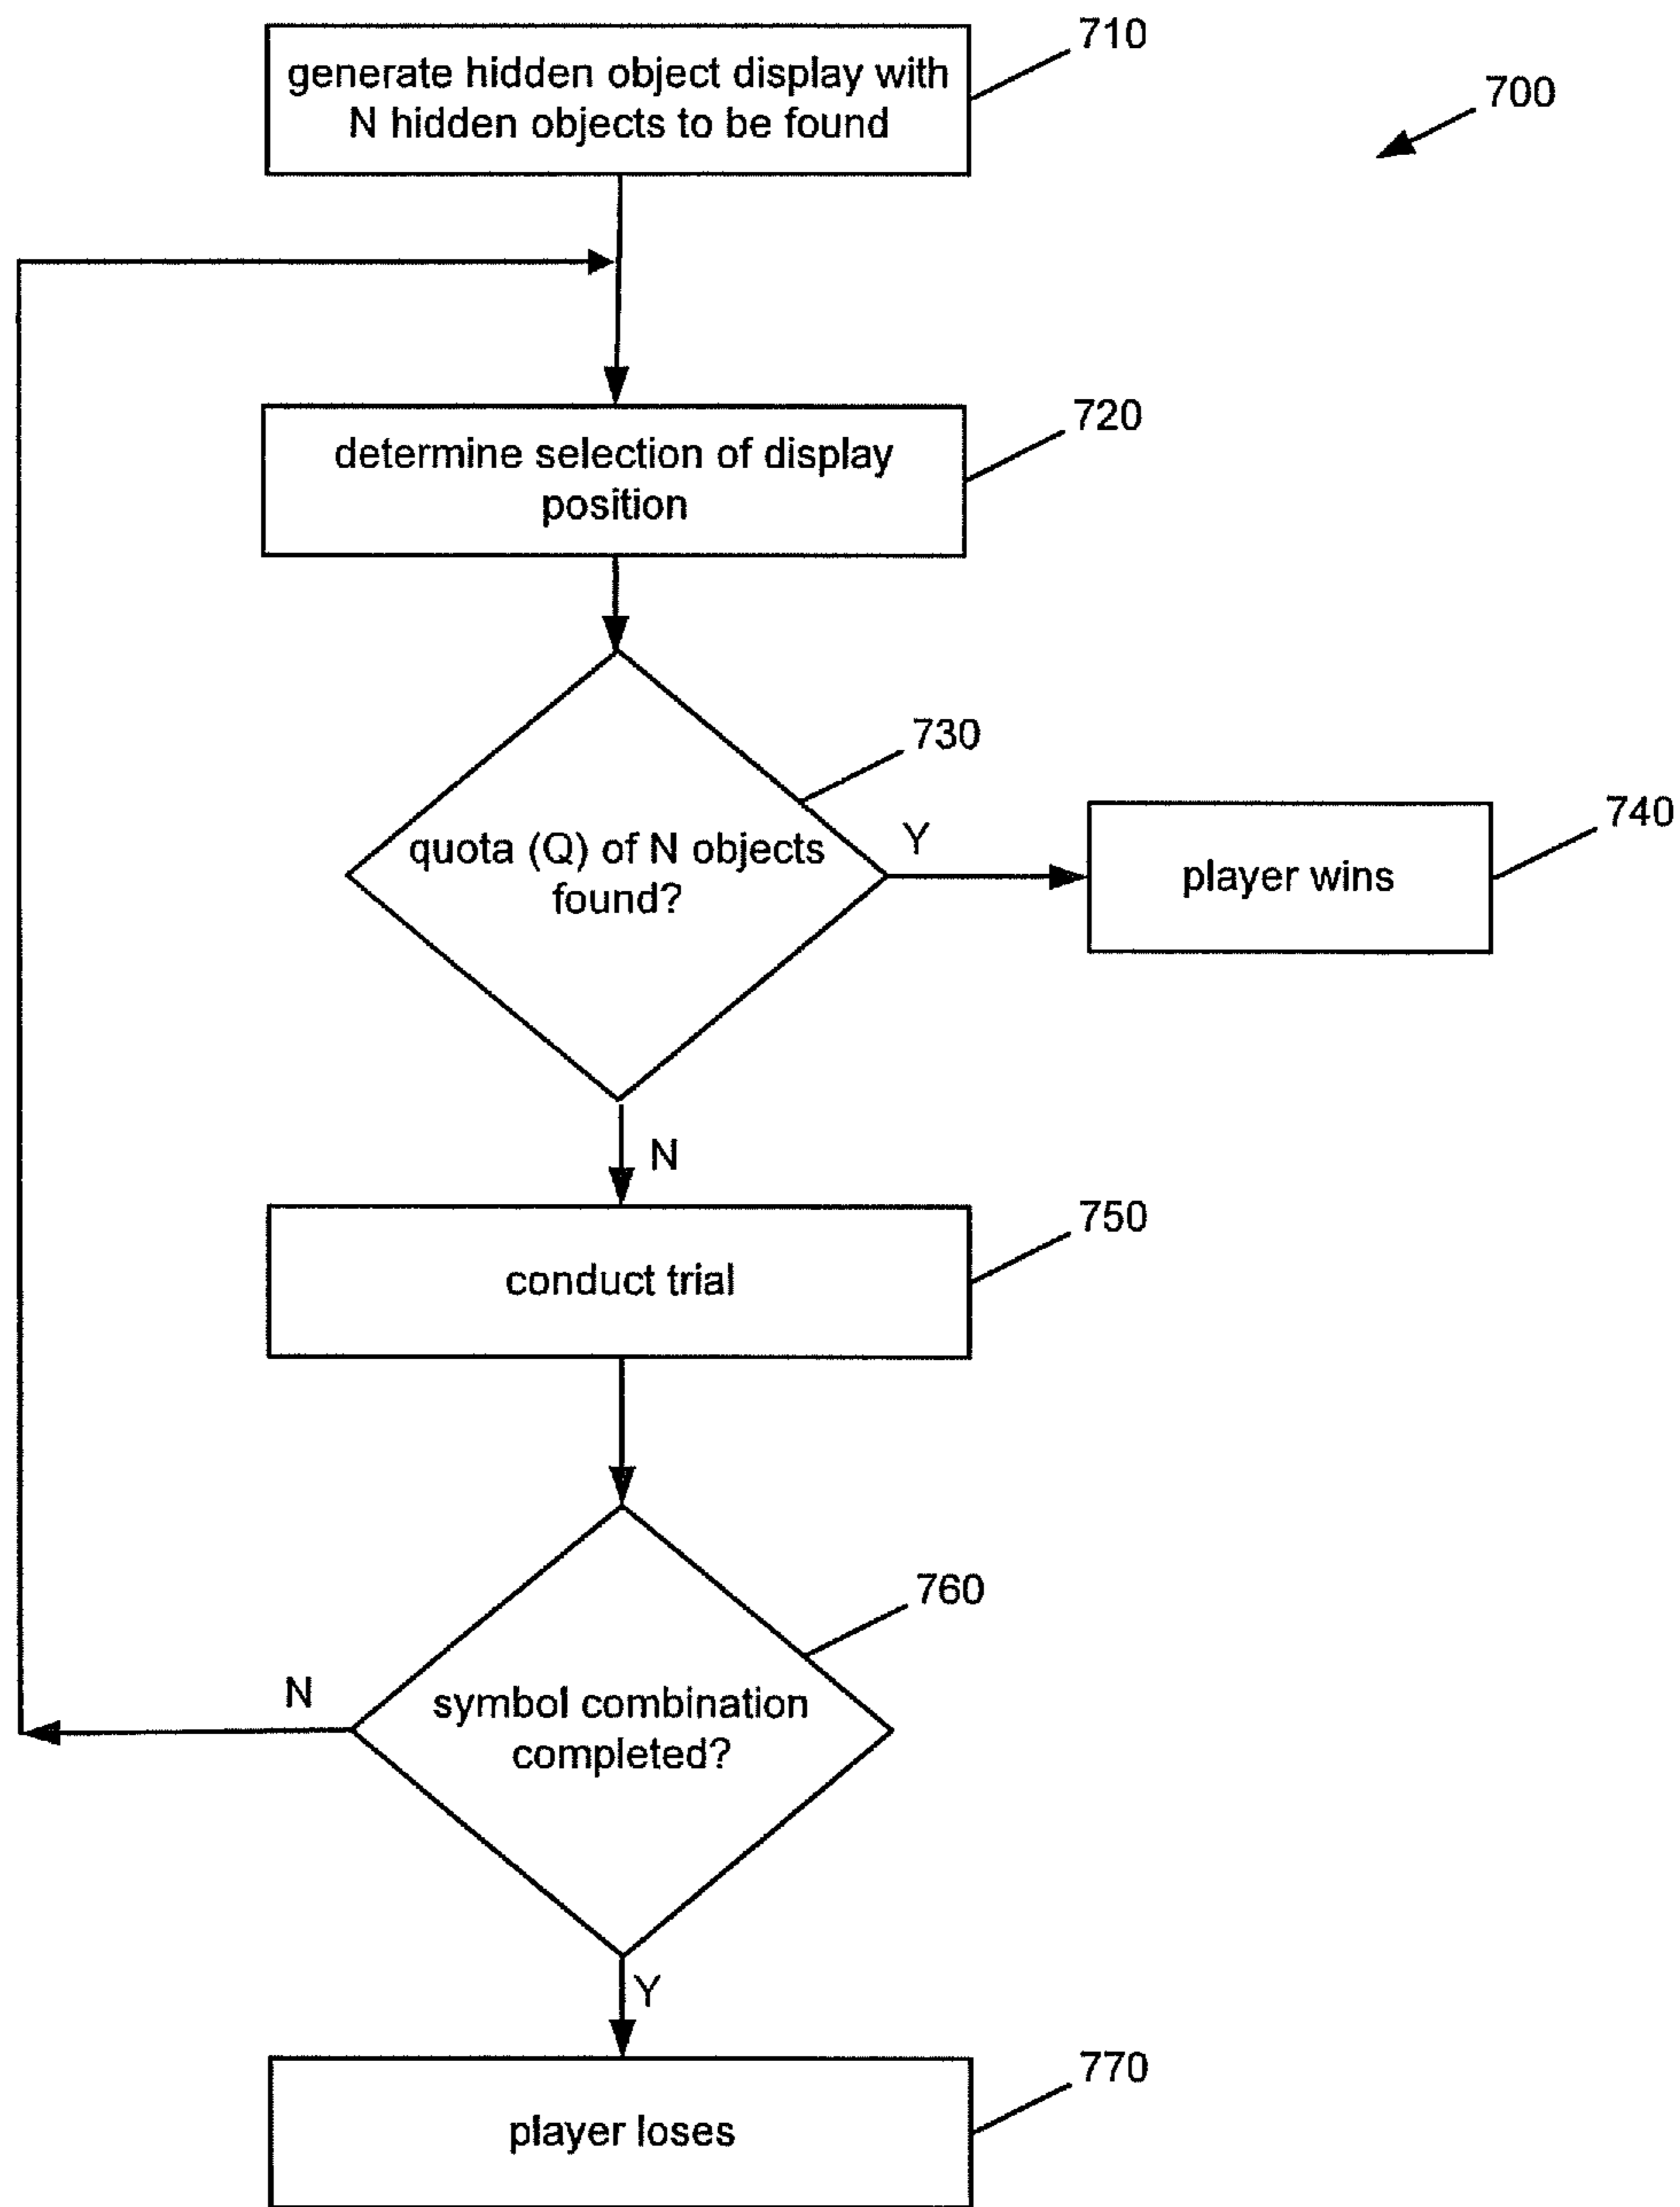 710
generate hidden object display with
N hidden objects to be found
700
720
determine selection of display
position
730
740
quota (Q) of N objects
found?
Y
player wins
N
750
conduct trial
760
N
symbol combination
completed?
Y
770
player loses